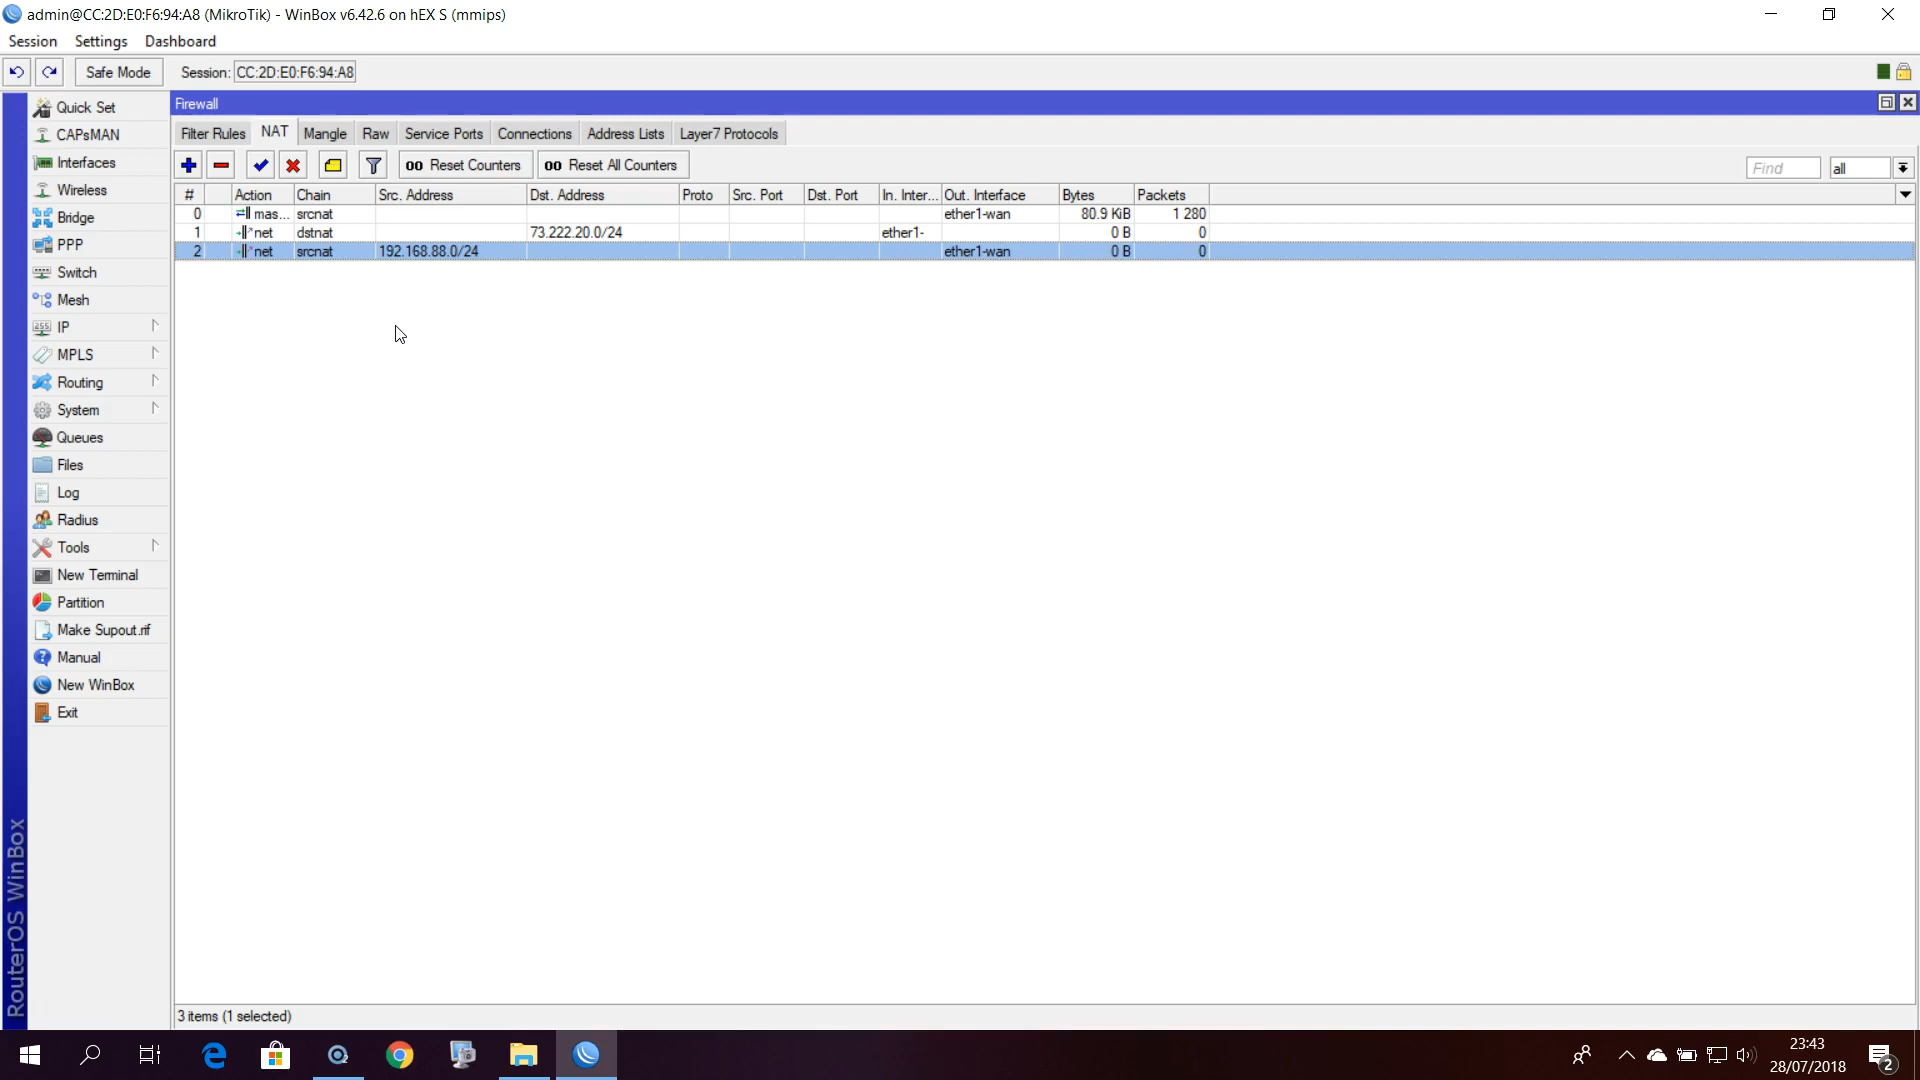 admin@CC:2D:E0:F6:94:A8 (MikroTik) - WinBox v6.42.6 on hEX S (mmips)
Session Settings Dashboard
Safe Mode Session: CC:2D:E0:F6:94:A8
Quick Set
CAPsMAN
Interfaces
Wireless
Bridge
PPP
Switch
Mesh
IP
MPLS
Routing
System
Queues
Files
Log
Radius
Tools
New Terminal
Partition
Make Supout.rif
Manual
New WinBox
Exit
RouterOS WinBox
Firewall
Filter Rules NAT Mangle Raw Service Ports Connections Address Lists Layer7 Protocols
00 Reset Counters 00 Reset All Counters Find all
# Action Chain Src. Address Dst. Address Proto Src. Port Dst. Port In. Inter... Out. Interface Bytes Packets
0 mas... srcnat ether1-wan 80.9 KiB 1 280
1 net dstnat 73.222.20.0/24 ether1- 0 B 0
2 net srcnat 192.168.88.0/24 ether1-wan 0 B 0
3 items (1 selected)
23:43
28/07/2018
2